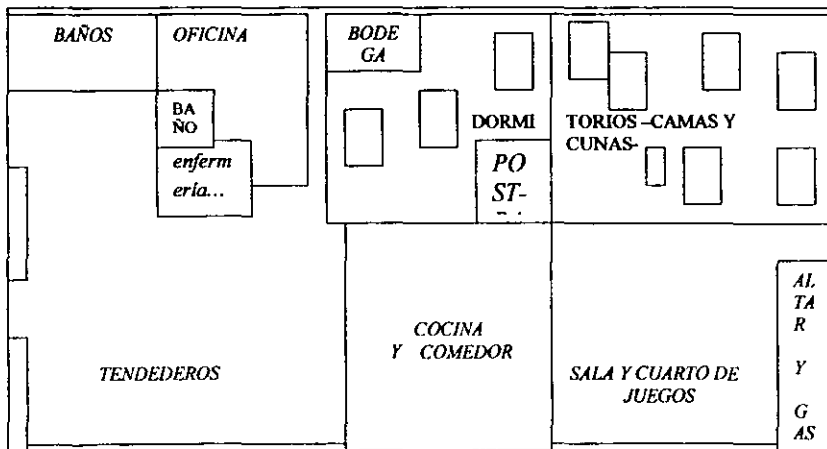 BAÑOS
OFICINA
BODE
GA
BA
ÑO
enferm
ería...
DORMI
TORIOS –CAMAS Y
CUNAS-
PO
ST-
COCINA
Y COMEDOR
TENDEDEROS
SALA Y CUARTO DE
JUEGOS
AL
TA
R
Y
G
AS